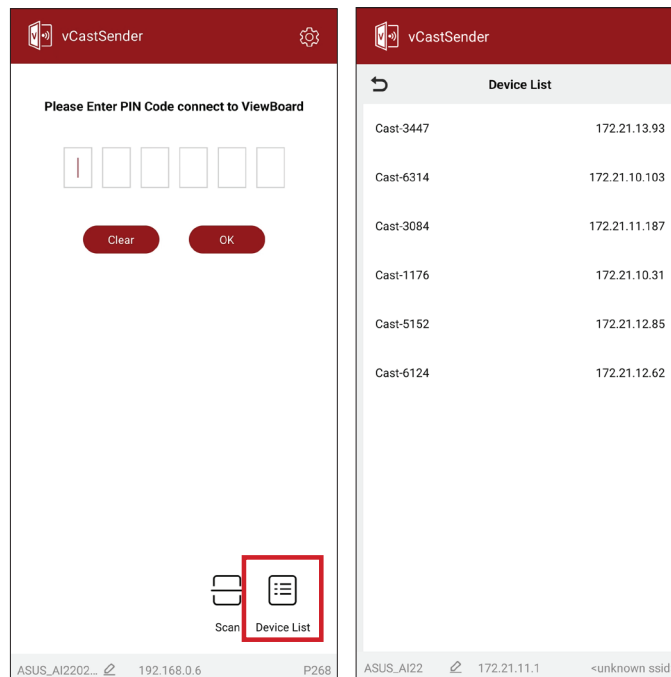 vCastSender
Please Enter PIN Code connect to ViewBoard
Clear
OK
Scan
Device List
ASUS_AI2202... 192.168.0.6 P268
vCastSender
Device List
Cast-3447 172.21.13.93
Cast-6314 172.21.10.103
Cast-3084 172.21.11.187
Cast-1176 172.21.10.31
Cast-5152 172.21.12.85
Cast-6124 172.21.12.62
ASUS_AI22 172.21.11.1 <unknown ssid